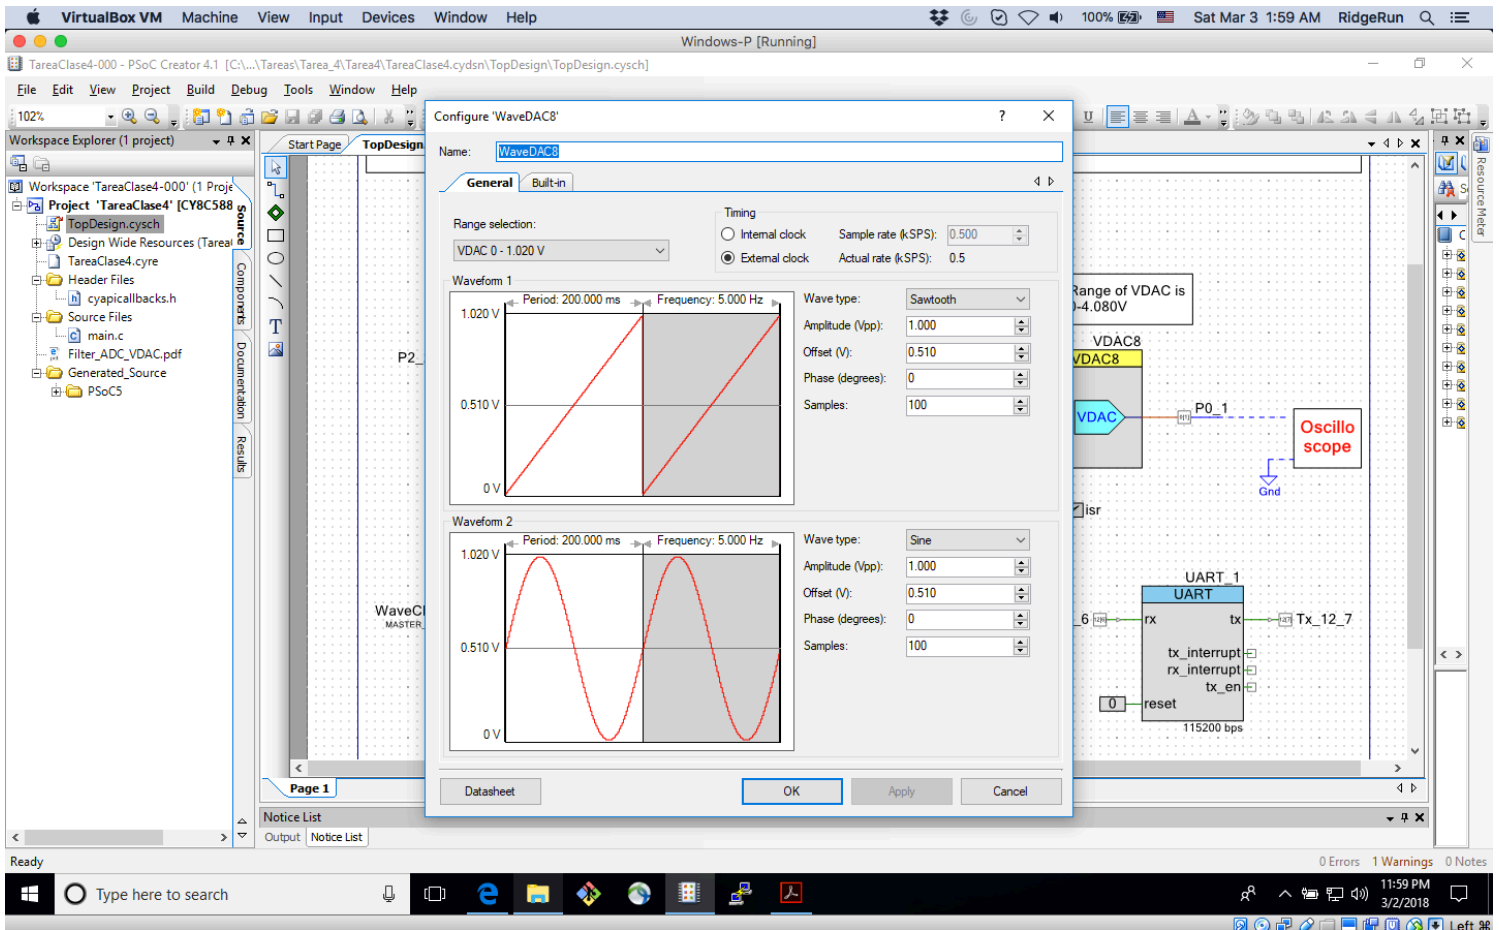 VirtualBox VM Machine View Input Devices Window Help 100% Sat Mar 3 1:59 AM RidgeRun
Windows-P [Running]
TareaClase4-000 - PSoC Creator 4.1 [C:\...\Tareas\Tarea_4\Tarea4\TareaClase4.cydsn\TopDesign\TopDesign.cysch]
File Edit View Project Build Debug Tools Window Help
102%
Workspace Explorer (1 project)
Workspace 'TareaClase4-000' (1 Proje
Project 'TareaClase4' [CY8C588
TopDesign.cysch
Design Wide Resources (Tarea
TareaClase4.cyre
Header Files
cyapicallbacks.h
Source Files
main.c
Filter_ADC_VDAC.pdf
Generated_Source
PSoC5
Source
Components
Documentation
Results
Start Page TopDesign
T
P2_
WaveCl
MASTER_
Page 1
Configure 'WaveDAC8' ?
Name: WaveDAC8
General Built-in
Range selection:
VDAC 0 - 1.020 V
Timing
Internal clock Sample rate (kSPS): 0.500
External clock Actual rate (kSPS): 0.5
Waveform 1
Period: 200.000 ms Frequency: 5.000 Hz
1.020 V
0.510 V
0 V
Wave type: Sawtooth
Amplitude (Vpp): 1.000
Offset (V): 0.510
Phase (degrees): 0
Samples: 100
Waveform 2
Period: 200.000 ms Frequency: 5.000 Hz
1.020 V
0.510 V
0 V
Wave type: Sine
Amplitude (Vpp): 1.000
Offset (V): 0.510
Phase (degrees): 0
Samples: 100
Datasheet OK Apply Cancel
U A
Range of VDAC is
0-4.080V
VDAC8
VDAC8
VDAC
P0_1
Oscillo
scope
Gnd
isr
UART_1
UART
_6 rx tx Tx_12_7
tx_interrupt
rx_interrupt
tx_en
0 reset
115200 bps
Resource Meter
Notice List
Output Notice List
Ready 0 Errors 1 Warnings 0 Notes
Type here to search
11:59 PM
3/2/2018
Left ⌘